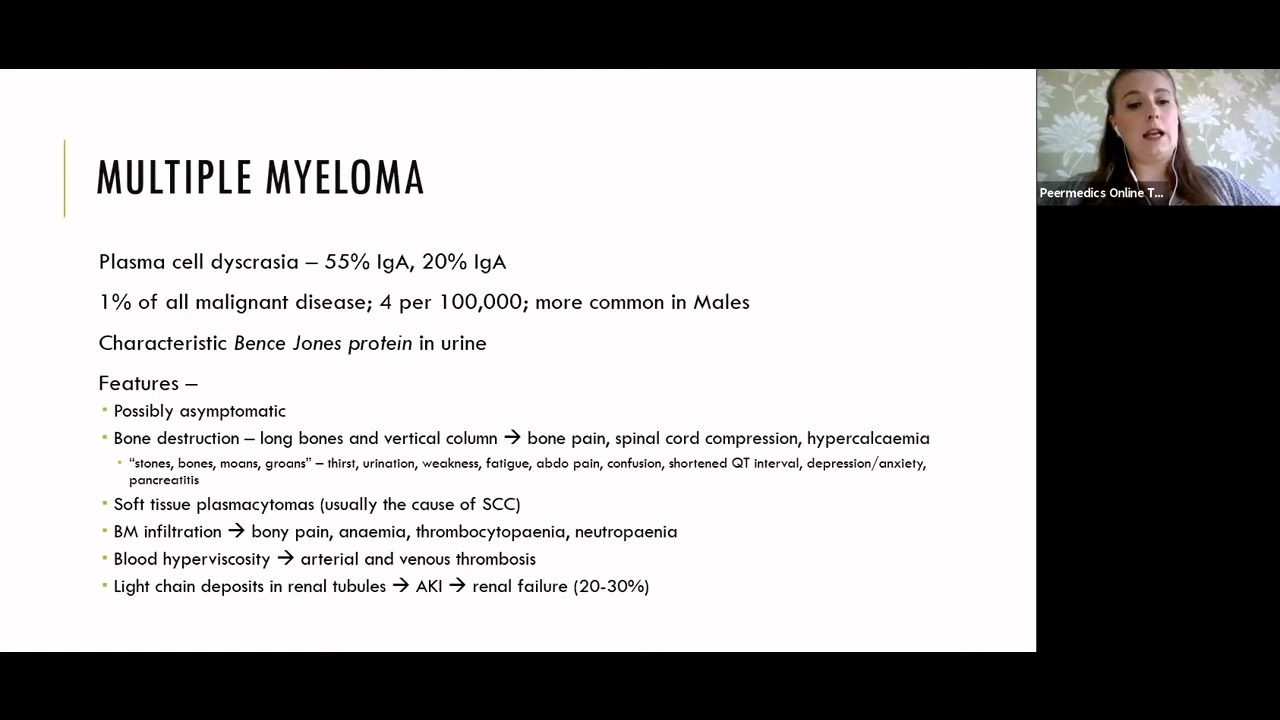 MULTIPLE MYELOMA
Plasma cell dyscrasia – 55% IgA, 20% IgA
1% of all malignant disease; 4 per 100,000; more common in Males
Characteristic Bence Jones protein in urine
Features –
▪ Possibly asymptomatic
▪ Bone destruction – long bones and vertical column → bone pain, spinal cord compression, hypercalcaemia
▪ “stones, bones, moans, groans” – thirst, urination, weakness, fatigue, abdo pain, confusion, shortened QT interval, depression/anxiety,
pancreatitis
▪ Soft tissue plasmacytomas (usually the cause of SCC)
▪ BM infiltration → bony pain, anaemia, thrombocytopaenia, neutropaenia
▪ Blood hyperviscosity → arterial and venous thrombosis
▪ Light chain deposits in renal tubules → AKI → renal failure (20-30%)
Peermedics Online T...